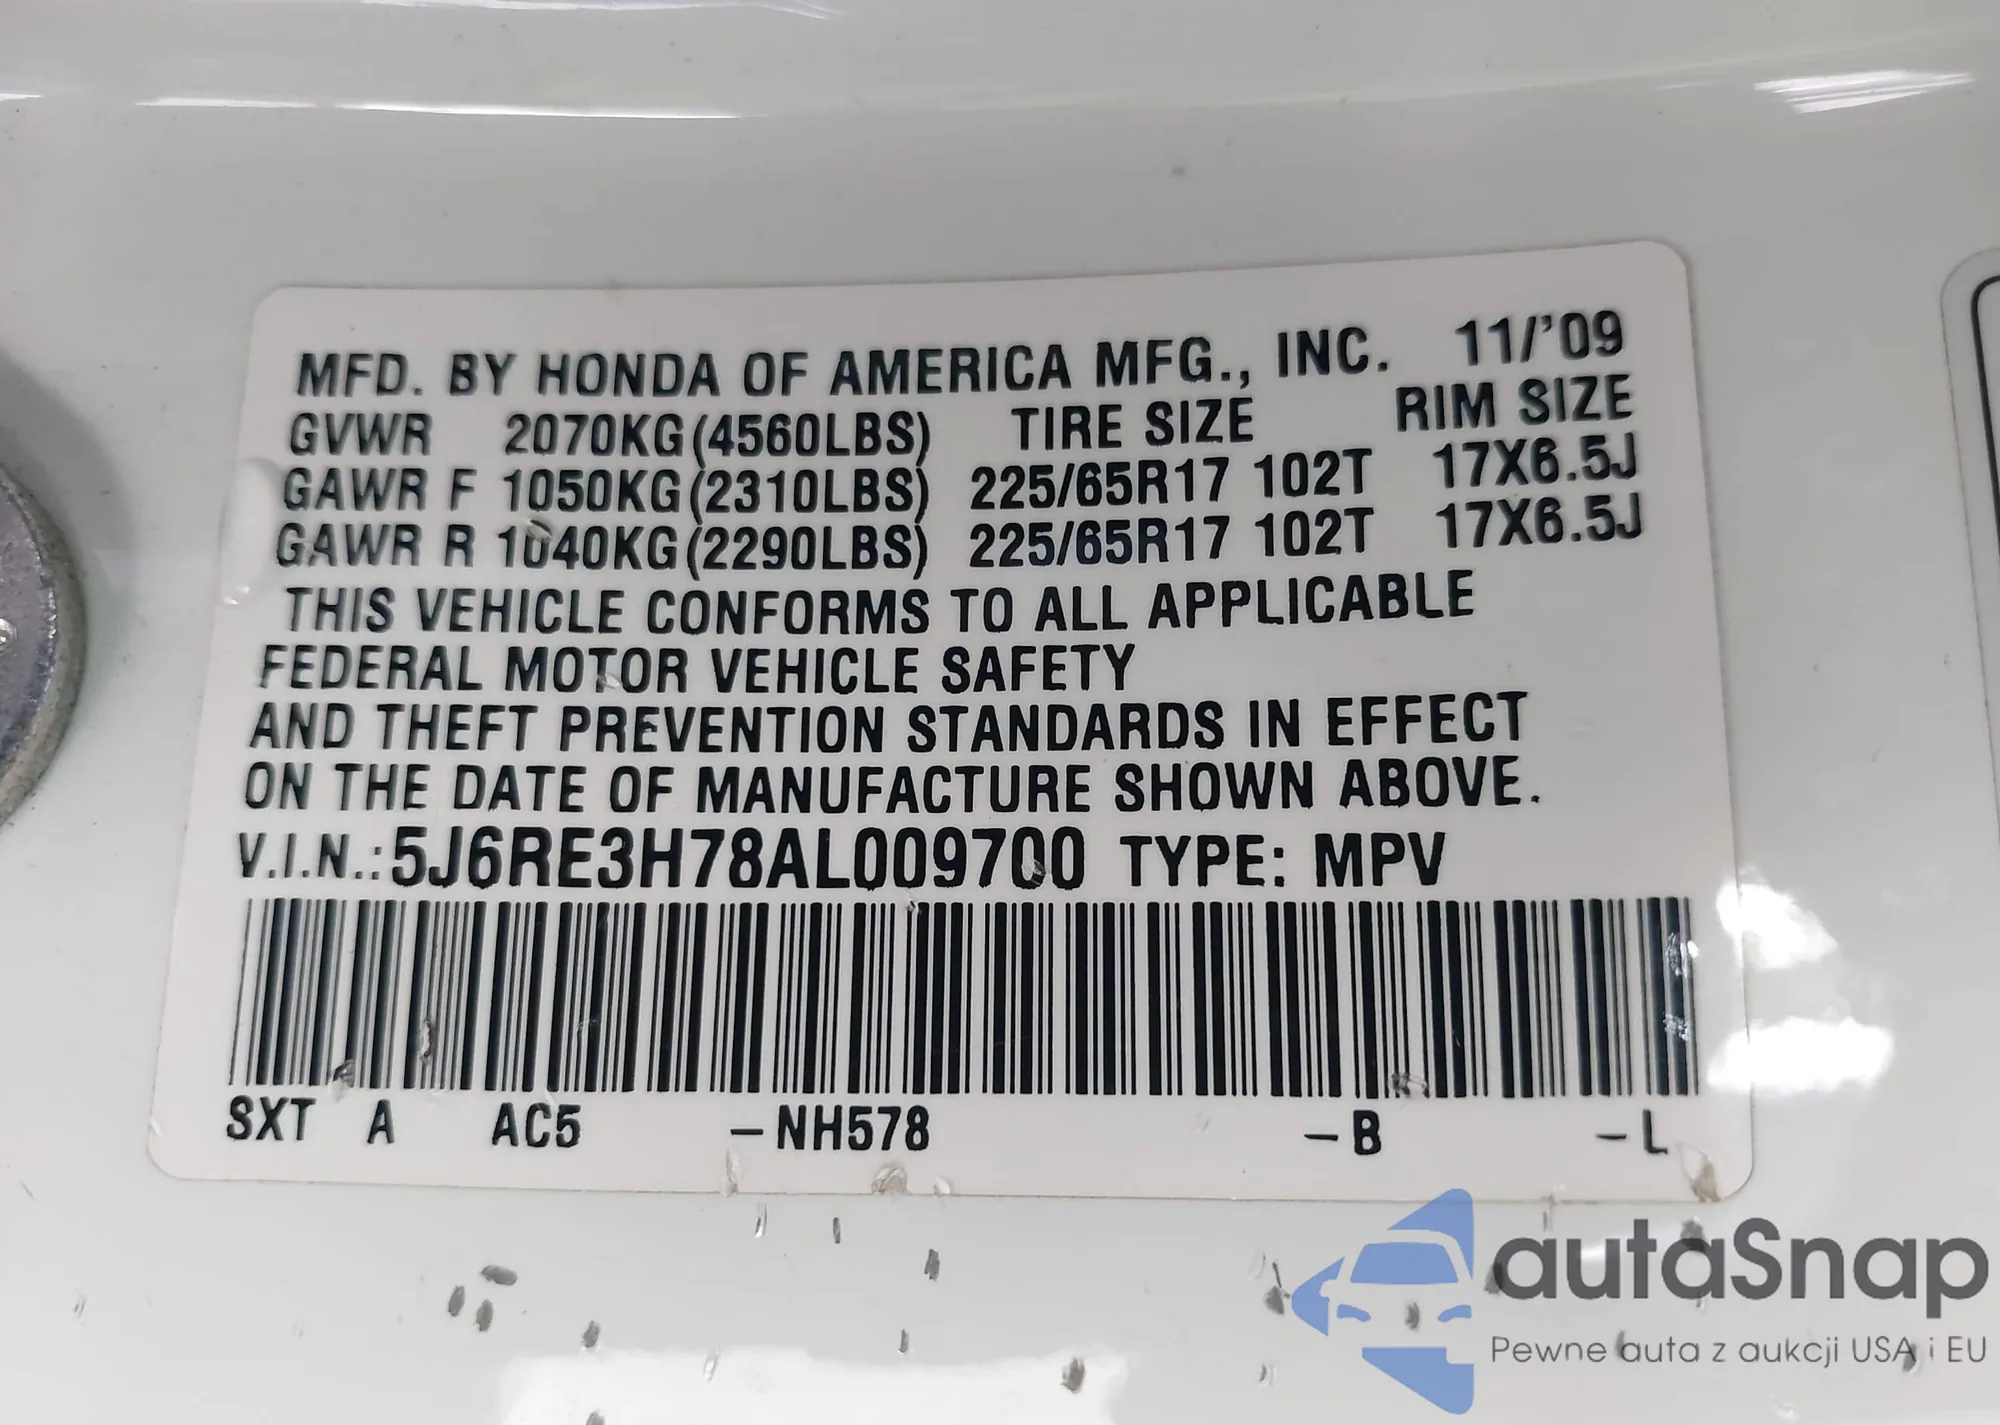 MFD. BY HONDA OF AMERICA MFG., INC. 11/'09
GVWR 2070KG(4560LBS) TIRE SIZE RIM SIZE
GAWR F 1050KG(2310LBS) 225/65R17 102T 17X6.5J
GAWR R 1040KG(2290LBS) 225/65R17 102T 17X6.5J
THIS VEHICLE CONFORMS TO ALL APPLICABLE
FEDERAL MOTOR VEHICLE SAFETY
AND THEFT PREVENTION STANDARDS IN EFFECT
ON THE DATE OF MANUFACTURE SHOWN ABOVE.
V.I.N.:5J6RE3H78AL009700 TYPE: MPV
SXT A AC5 -NH578 -B -L
autaSnap
Pewne auta z aukcji USA i EU